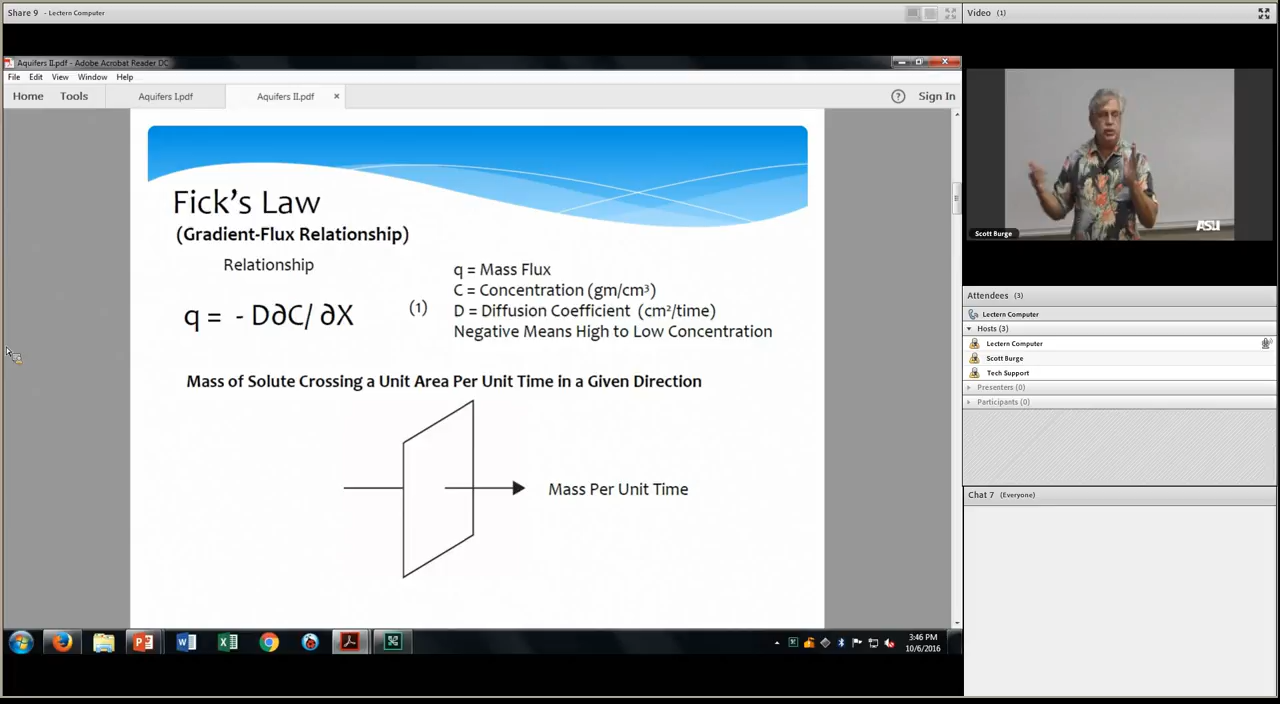 Share 9 - Lectern Computer
Video (1)
Aquifers II.pdf - Adobe Acrobat Reader DC
File Edit View Window Help
Home Tools Aquifers I.pdf Aquifers II.pdf × ? Sign In
Fick's Law
(Gradient-Flux Relationship)
Relationship
q = - D∂C/ ∂X (1)
q = Mass Flux
C = Concentration (gm/cm³)
D = Diffusion Coefficient (cm²/time)
Negative Means High to Low Concentration
Mass of Solute Crossing a Unit Area Per Unit Time in a Given Direction
Mass Per Unit Time
3:46 PM
10/6/2016
ASU
Scott Burge
Attendees (3)
Lectern Computer
Hosts (3)
Lectern Computer
Scott Burge
Tech Support
Presenters (0)
Participants (0)
Chat 7 (Everyone)